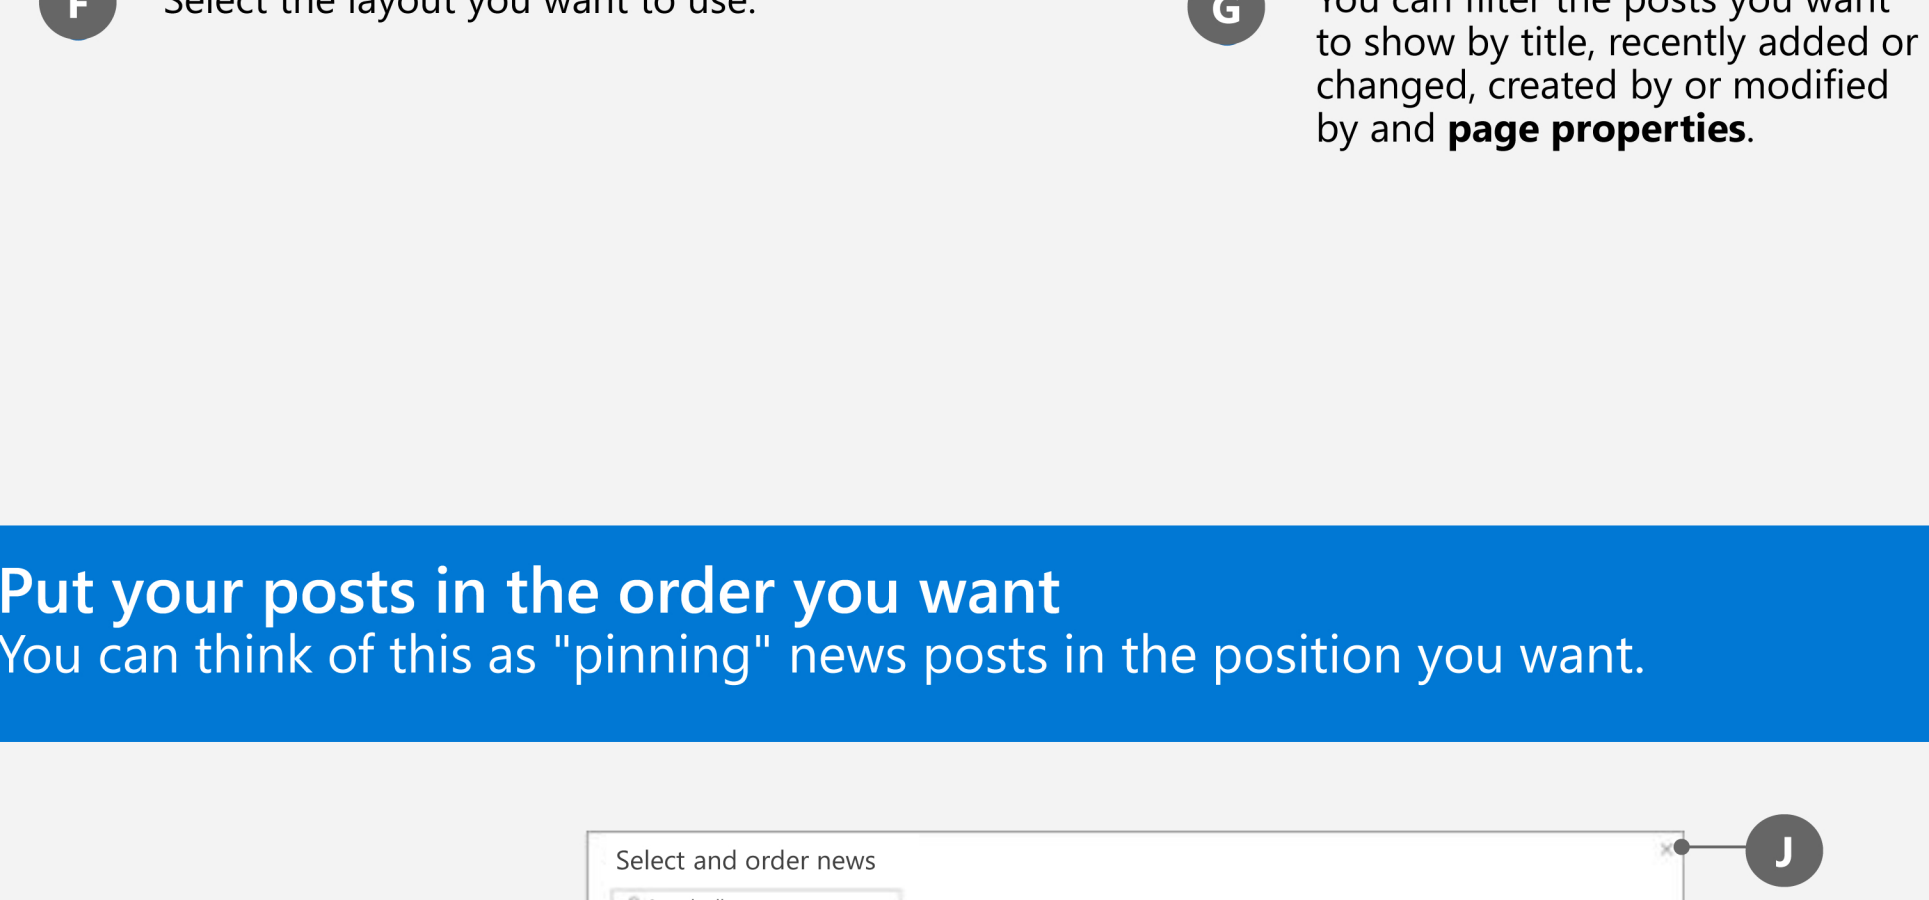 F
Select the layout you want to use.
G
You can filter the posts you want
to show by title, recently added or
changed, created by or modified
by and page properties.
Put your posts in the order you want
You can think of this as "pinning" news posts in the position you want.
J
Select and order news